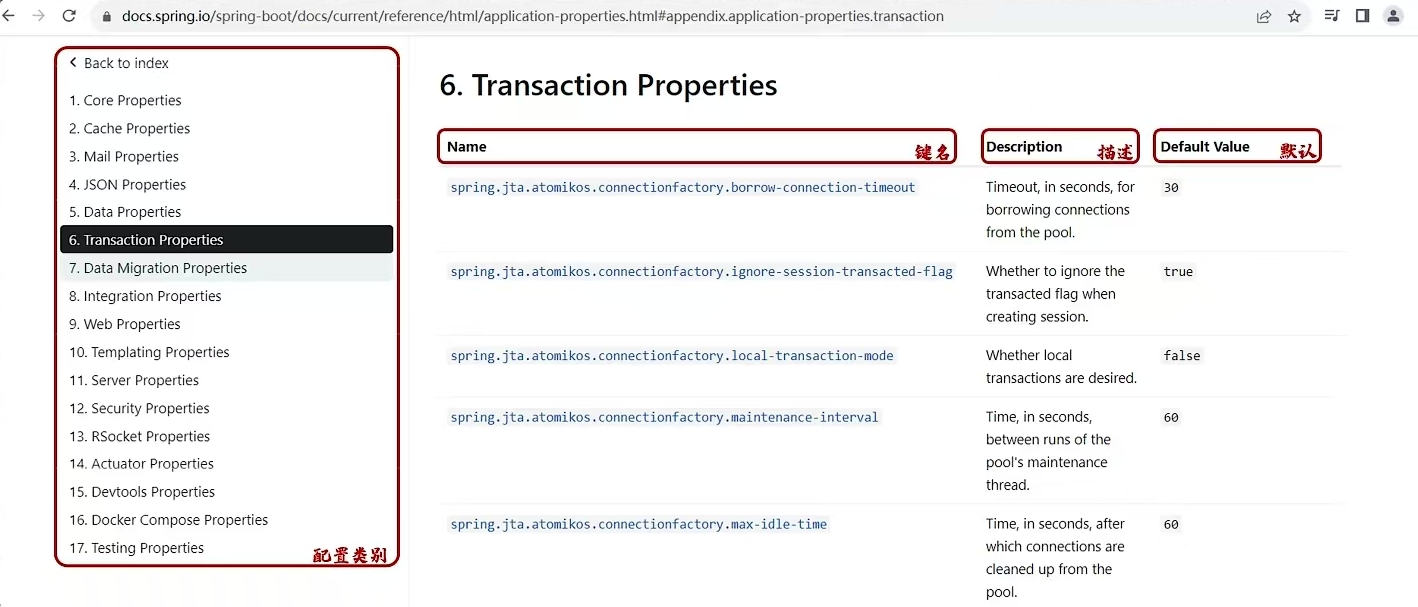 docs.spring.io/spring-boot/docs/current/reference/html/application-properties.html#appendix.application-properties.transaction
Back to index
1. Core Properties
2. Cache Properties
3. Mail Properties
4. JSON Properties
5. Data Properties
6. Transaction Properties
7. Data Migration Properties
8. Integration Properties
9. Web Properties
10. Templating Properties
11. Server Properties
12. Security Properties
13. RSocket Properties
14. Actuator Properties
15. Devtools Properties
16. Docker Compose Properties
17. Testing Properties
配置类别
6. Transaction Properties
Name 键名 Description 描述 Default Value 默认
spring.jta.atomikos.connectionfactory.borrow-connection-timeout
Timeout, in seconds, for
borrowing connections
from the pool.
30
spring.jta.atomikos.connectionfactory.ignore-session-transacted-flag
Whether to ignore the
transacted flag when
creating session.
true
spring.jta.atomikos.connectionfactory.local-transaction-mode
Whether local
transactions are desired.
false
spring.jta.atomikos.connectionfactory.maintenance-interval
Time, in seconds,
between runs of the
pool's maintenance
thread.
60
spring.jta.atomikos.connectionfactory.max-idle-time
Time, in seconds, after
which connections are
cleaned up from the
pool.
60